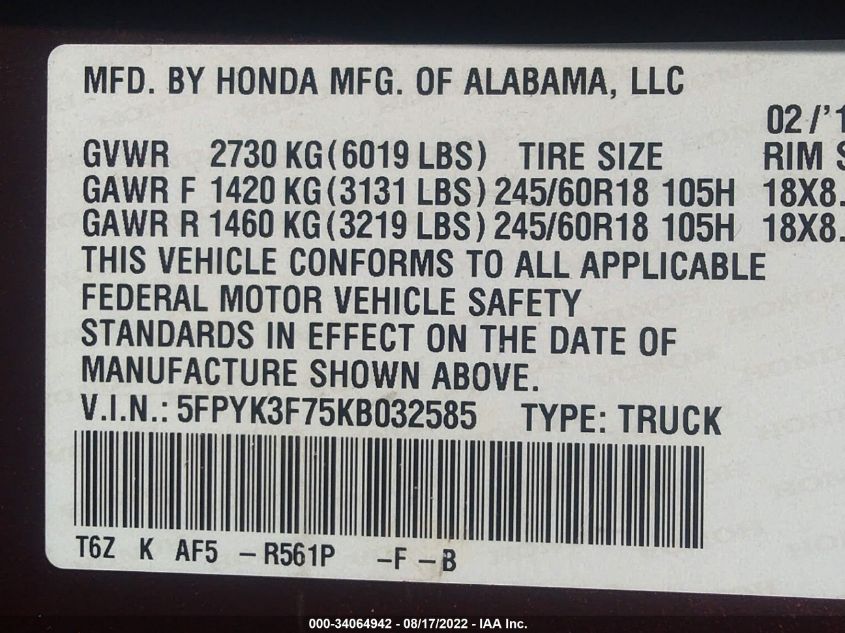 MFD. BY HONDA MFG. OF ALABAMA, LLC
02/'1
GVWR 2730 KG(6019 LBS) TIRE SIZE RIM S
GAWR F 1420 KG(3131 LBS) 245/60R18 105H 18X8.
GAWR R 1460 KG(3219 LBS) 245/60R18 105H 18X8.
THIS VEHICLE CONFORMS TO ALL APPLICABLE
FEDERAL MOTOR VEHICLE SAFETY
STANDARDS IN EFFECT ON THE DATE OF
MANUFACTURE SHOWN ABOVE.
V.I.N.: 5FPYK3F75KB032585 TYPE: TRUCK
T6Z K AF5 -R561P -F-B
000-34064942 - 08/17/2022 - IAA Inc.